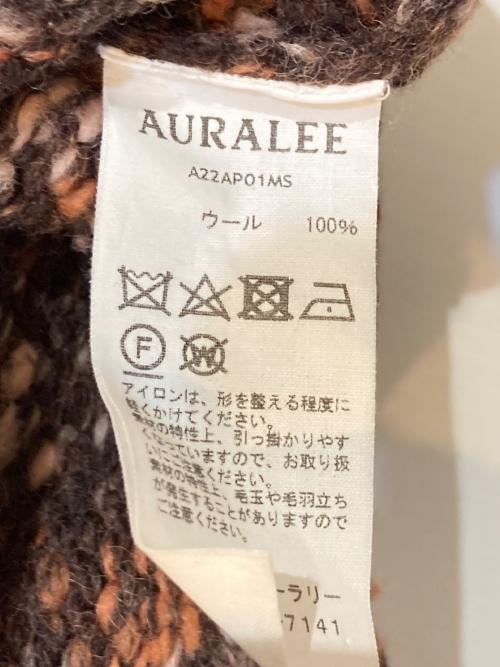 AURALEE
A22AP01MS
ウール 100%
F
W
アイロンは、形を整える程度に
軽くかけてください。
素材の特性上、引っ掛かりやす
くなっていますので、お取り扱
いにご注意ください。
素材の特性上、毛玉や毛羽立ち
が発生することがありますので
ご注意ください。
ーラリー
7141